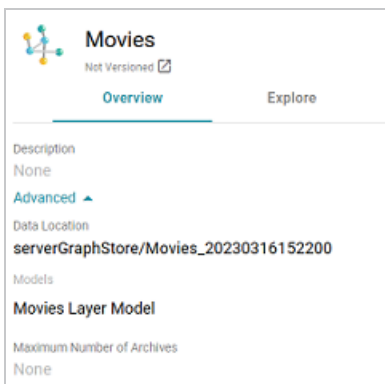 Movies
Not Versioned
Overview Explore
Description
None
Advanced
Data Location
serverGraphStore/Movies_20230316152200
Models
Movies Layer Model
Maximum Number of Archives
None